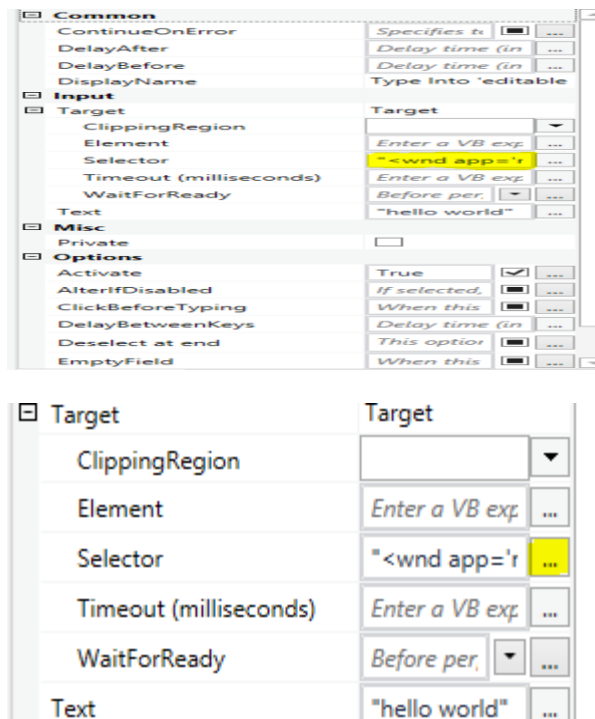 Common
ContinueOnError Specifies t ...
DelayAfter Delay time (in ...
DelayBefore Delay time (in ...
DisplayName Type Into 'editable
Input
Target Target
ClippingRegion
Element Enter a VB exp ...
Selector "<wnd app='r ...
Timeout (milliseconds) Enter a VB exp ...
WaitForReady Before per, ...
Text "hello world" ...
Misc
Private
Options
Activate True ...
AlterIfDisabled If selected, ...
ClickBeforeTyping When this ...
DelayBetweenKeys Delay time (in ...
Deselect at end This option ...
EmptyField When this ...
Target Target
ClippingRegion
Element Enter a VB exp ...
Selector "<wnd app='r ...
Timeout (milliseconds) Enter a VB exp ...
WaitForReady Before per, ...
Text "hello world" ...